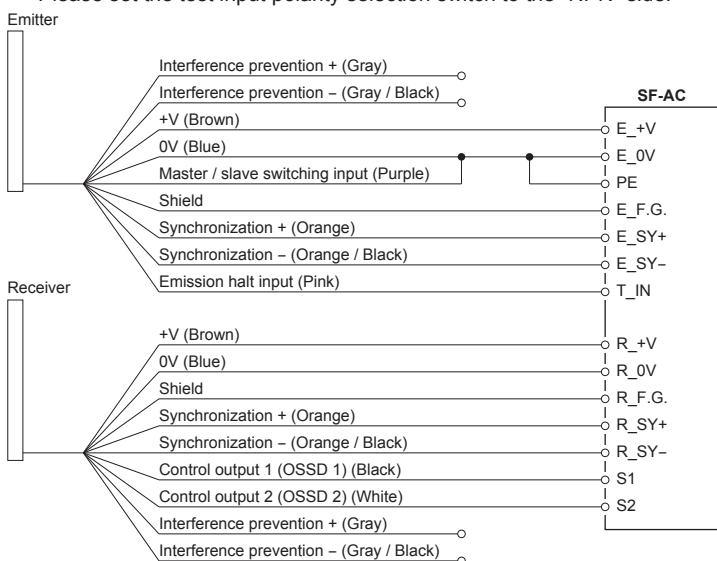 Please set the test input polarity selection switch to the "NPN" side.
Emitter
Interference prevention + (Gray)
Interference prevention − (Gray / Black)
+V (Brown)
0V (Blue)
Master / slave switching input (Purple)
Shield
Synchronization + (Orange)
Synchronization − (Orange / Black)
Emission halt input (Pink)
SF-AC
E_+V
E_0V
PE
E_F.G.
E_SY+
E_SY−
T_IN
Receiver
+V (Brown)
0V (Blue)
Shield
Synchronization + (Orange)
Synchronization − (Orange / Black)
Control output 1 (OSSD 1) (Black)
Control output 2 (OSSD 2) (White)
Interference prevention + (Gray)
Interference prevention − (Gray / Black)
R_+V
R_0V
R_F.G.
R_SY+
R_SY−
S1
S2